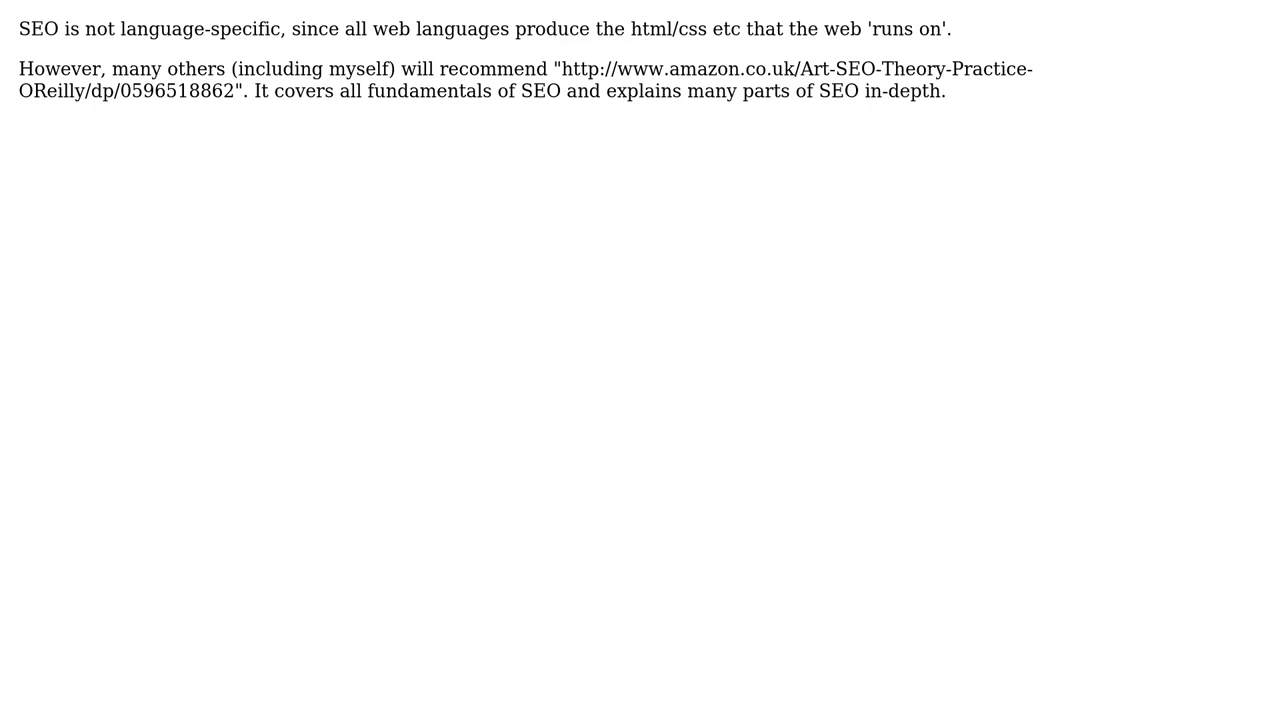 SEO is not language-specific, since all web languages produce the html/css etc that the web 'runs on'.
However, many others (including myself) will recommend "http://www.amazon.co.uk/Art-SEO-Theory-Practice-
OReilly/dp/0596518862". It covers all fundamentals of SEO and explains many parts of SEO in-depth.